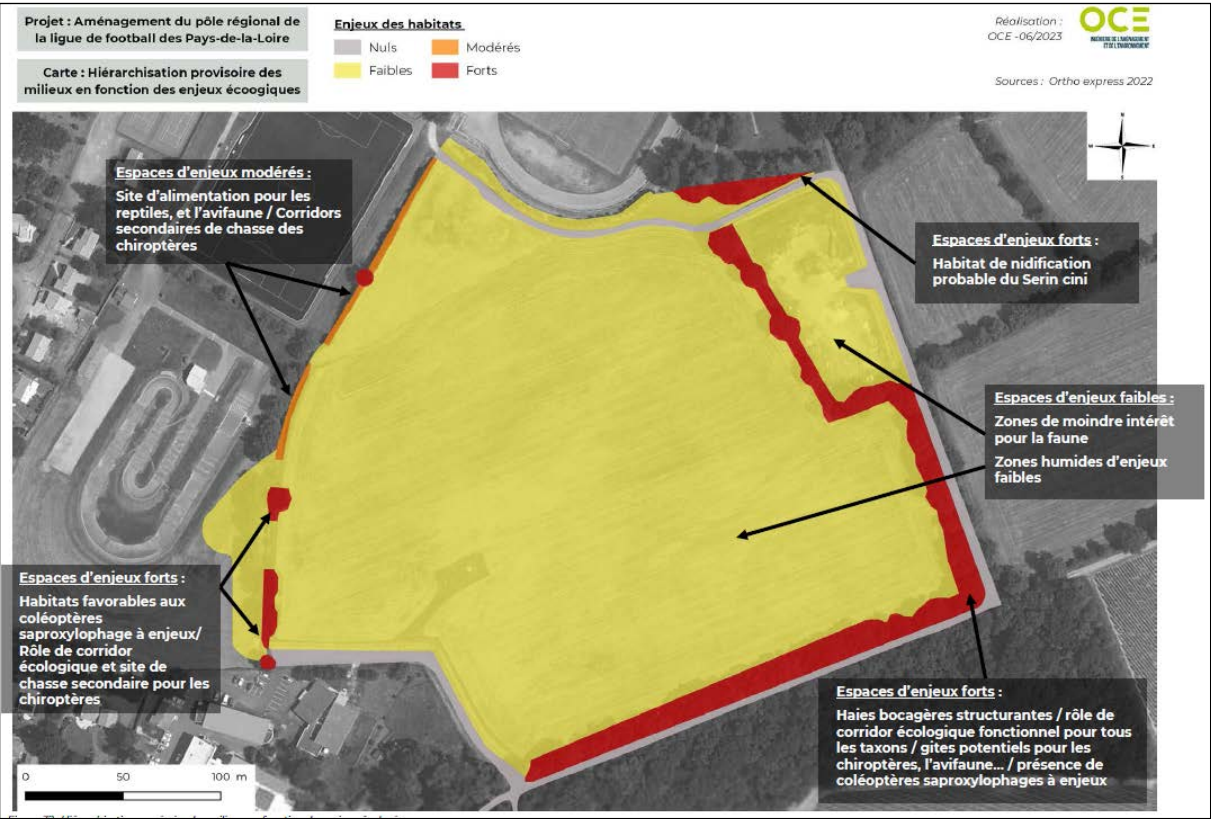 Projet : Aménagement du pôle régional de
la ligue de football des Pays-de-la-Loire
Carte : Hiérarchisation provisoire des
milieux en fonction des enjeux écoogiques
Enjeux des habitats
Nuls
Modérés
Faibles
Forts
Réalisation :
OCE -06/2023
OCE
INGÉNIERIE DE L'AMÉNAGEMENT
ET DE L'ENVIRONNEMENT
Sources : Ortho express 2022
N
W
E
S
Espaces d'enjeux modérés :
Site d'alimentation pour les
reptiles, et l'avifaune / Corridors
secondaires de chasse des
chiroptères
Espaces d'enjeux forts :
Habitat de nidification
probable du Serin cini
Espaces d'enjeux faibles :
Zones de moindre intérêt
pour la faune
Zones humides d'enjeux
faibles
Espaces d'enjeux forts :
Habitats favorables aux
coléoptères
saproxylophage à enjeux/
Rôle de corridor
écologique et site de
chasse secondaire pour les
chiroptères
Espaces d'enjeux forts :
Haies bocagères structurantes / rôle de
corridor écologique fonctionnel pour tous
les taxons / gites potentiels pour les
chiroptères, l'avifaune... / présence de
coléoptères saproxylophages à enjeux
0 50 100 m